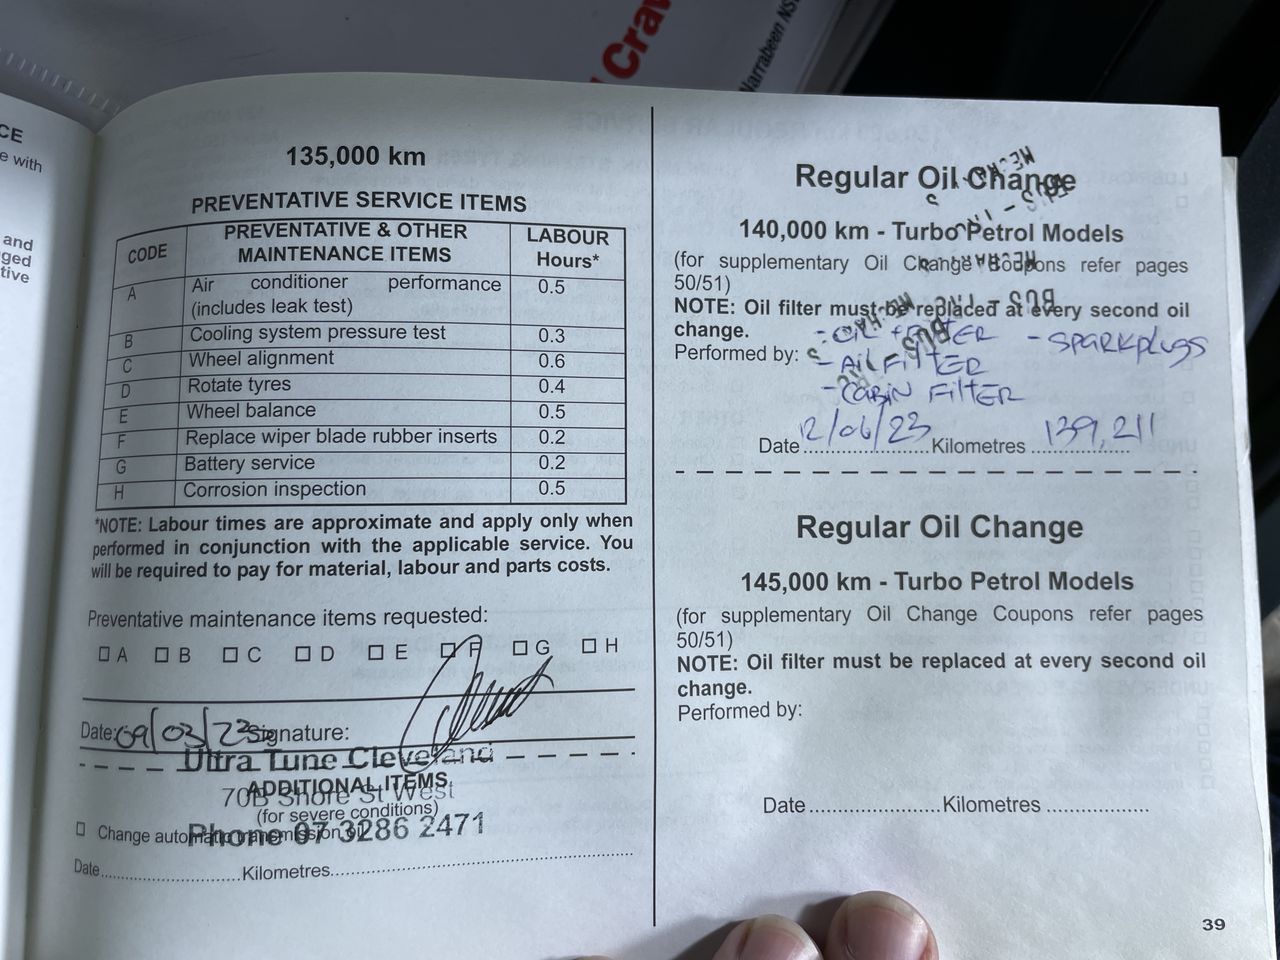 Craw
Narrabeen NS
CE
e with
and
ged
tive
135,000 km
PREVENTATIVE SERVICE ITEMS
CODE PREVENTATIVE & OTHER MAINTENANCE ITEMS LABOUR Hours*
A Air conditioner performance (includes leak test) 0.5
B Cooling system pressure test 0.3
C Wheel alignment 0.6
D Rotate tyres 0.4
E Wheel balance 0.5
F Replace wiper blade rubber inserts 0.2
G Battery service 0.2
H Corrosion inspection 0.5
*NOTE: Labour times are approximate and apply only when
performed in conjunction with the applicable service. You
will be required to pay for material, labour and parts costs.
Preventative maintenance items requested:
A B C D E F G H
Date: 09/03/23 Signature:
Ultra Tune Cleveland
ADDITIONAL ITEMS
70B Shore St West
(for severe conditions)
Change automatic transmission oil
Phone 07 3286 2471
Date Kilometres
Regular Oil Change
140,000 km - Turbo Petrol Models
(for supplementary Oil Change Coupons refer pages
50/51)
NOTE: Oil filter must be replaced at every second oil
change.
Performed by: - OIL + FILTER - SPARKplugS
- AIR FILTER
- CABIN FILTER
Date 12/06/23 Kilometres 139,211
Regular Oil Change
145,000 km - Turbo Petrol Models
(for supplementary Oil Change Coupons refer pages
50/51)
NOTE: Oil filter must be replaced at every second oil
change.
Performed by:
Date Kilometres
39